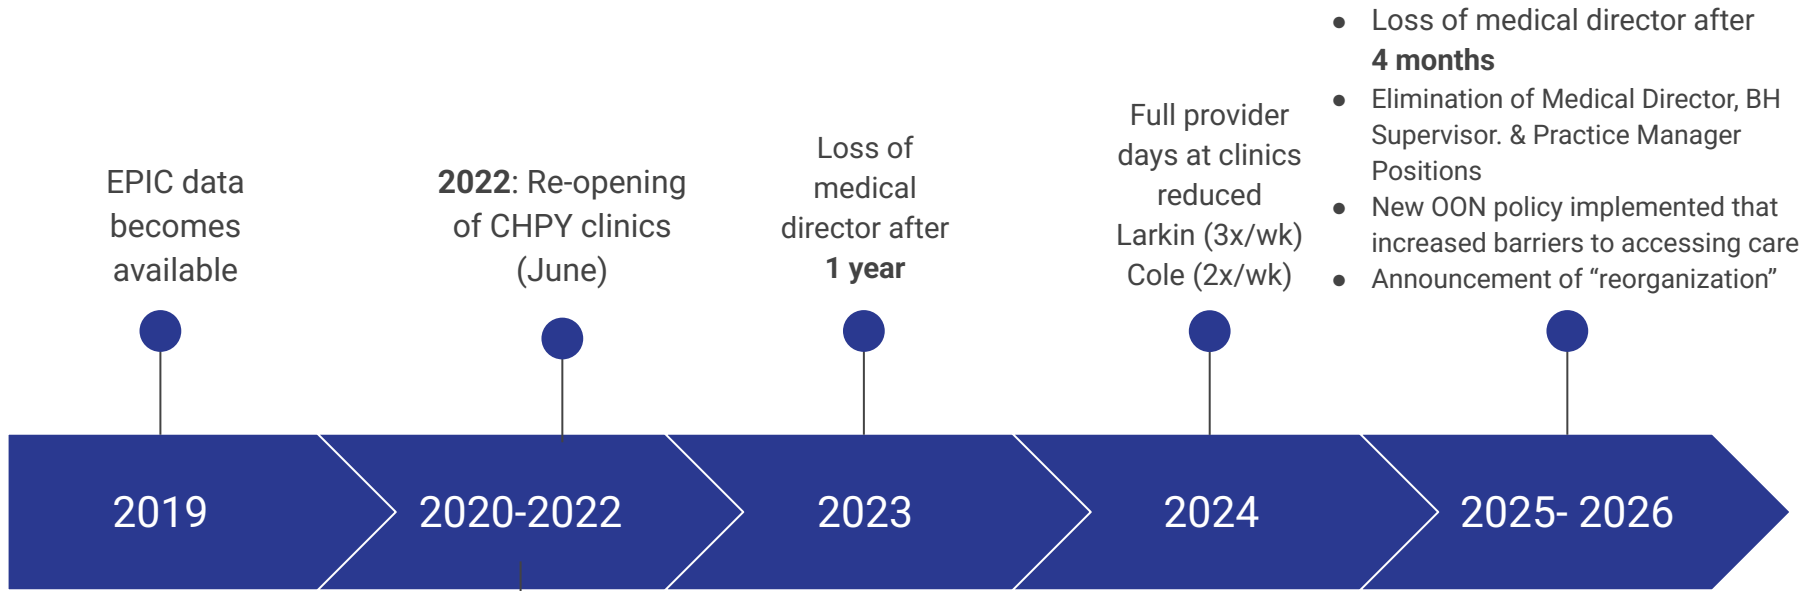 EPIC data
becomes
available
2022: Re-opening
of CHPY clinics
(June)
Loss of
medical
director after
1 year
Full provider
days at clinics
reduced
Larkin (3x/wk)
Cole (2x/wk)
● Loss of medical director after
4 months
● Elimination of Medical Director, BH
Supervisor. & Practice Manager
Positions
● New OON policy implemented that
increased barriers to accessing care
● Announcement of “reorganization”
2019
2020-2022
2023
2024
2025- 2026